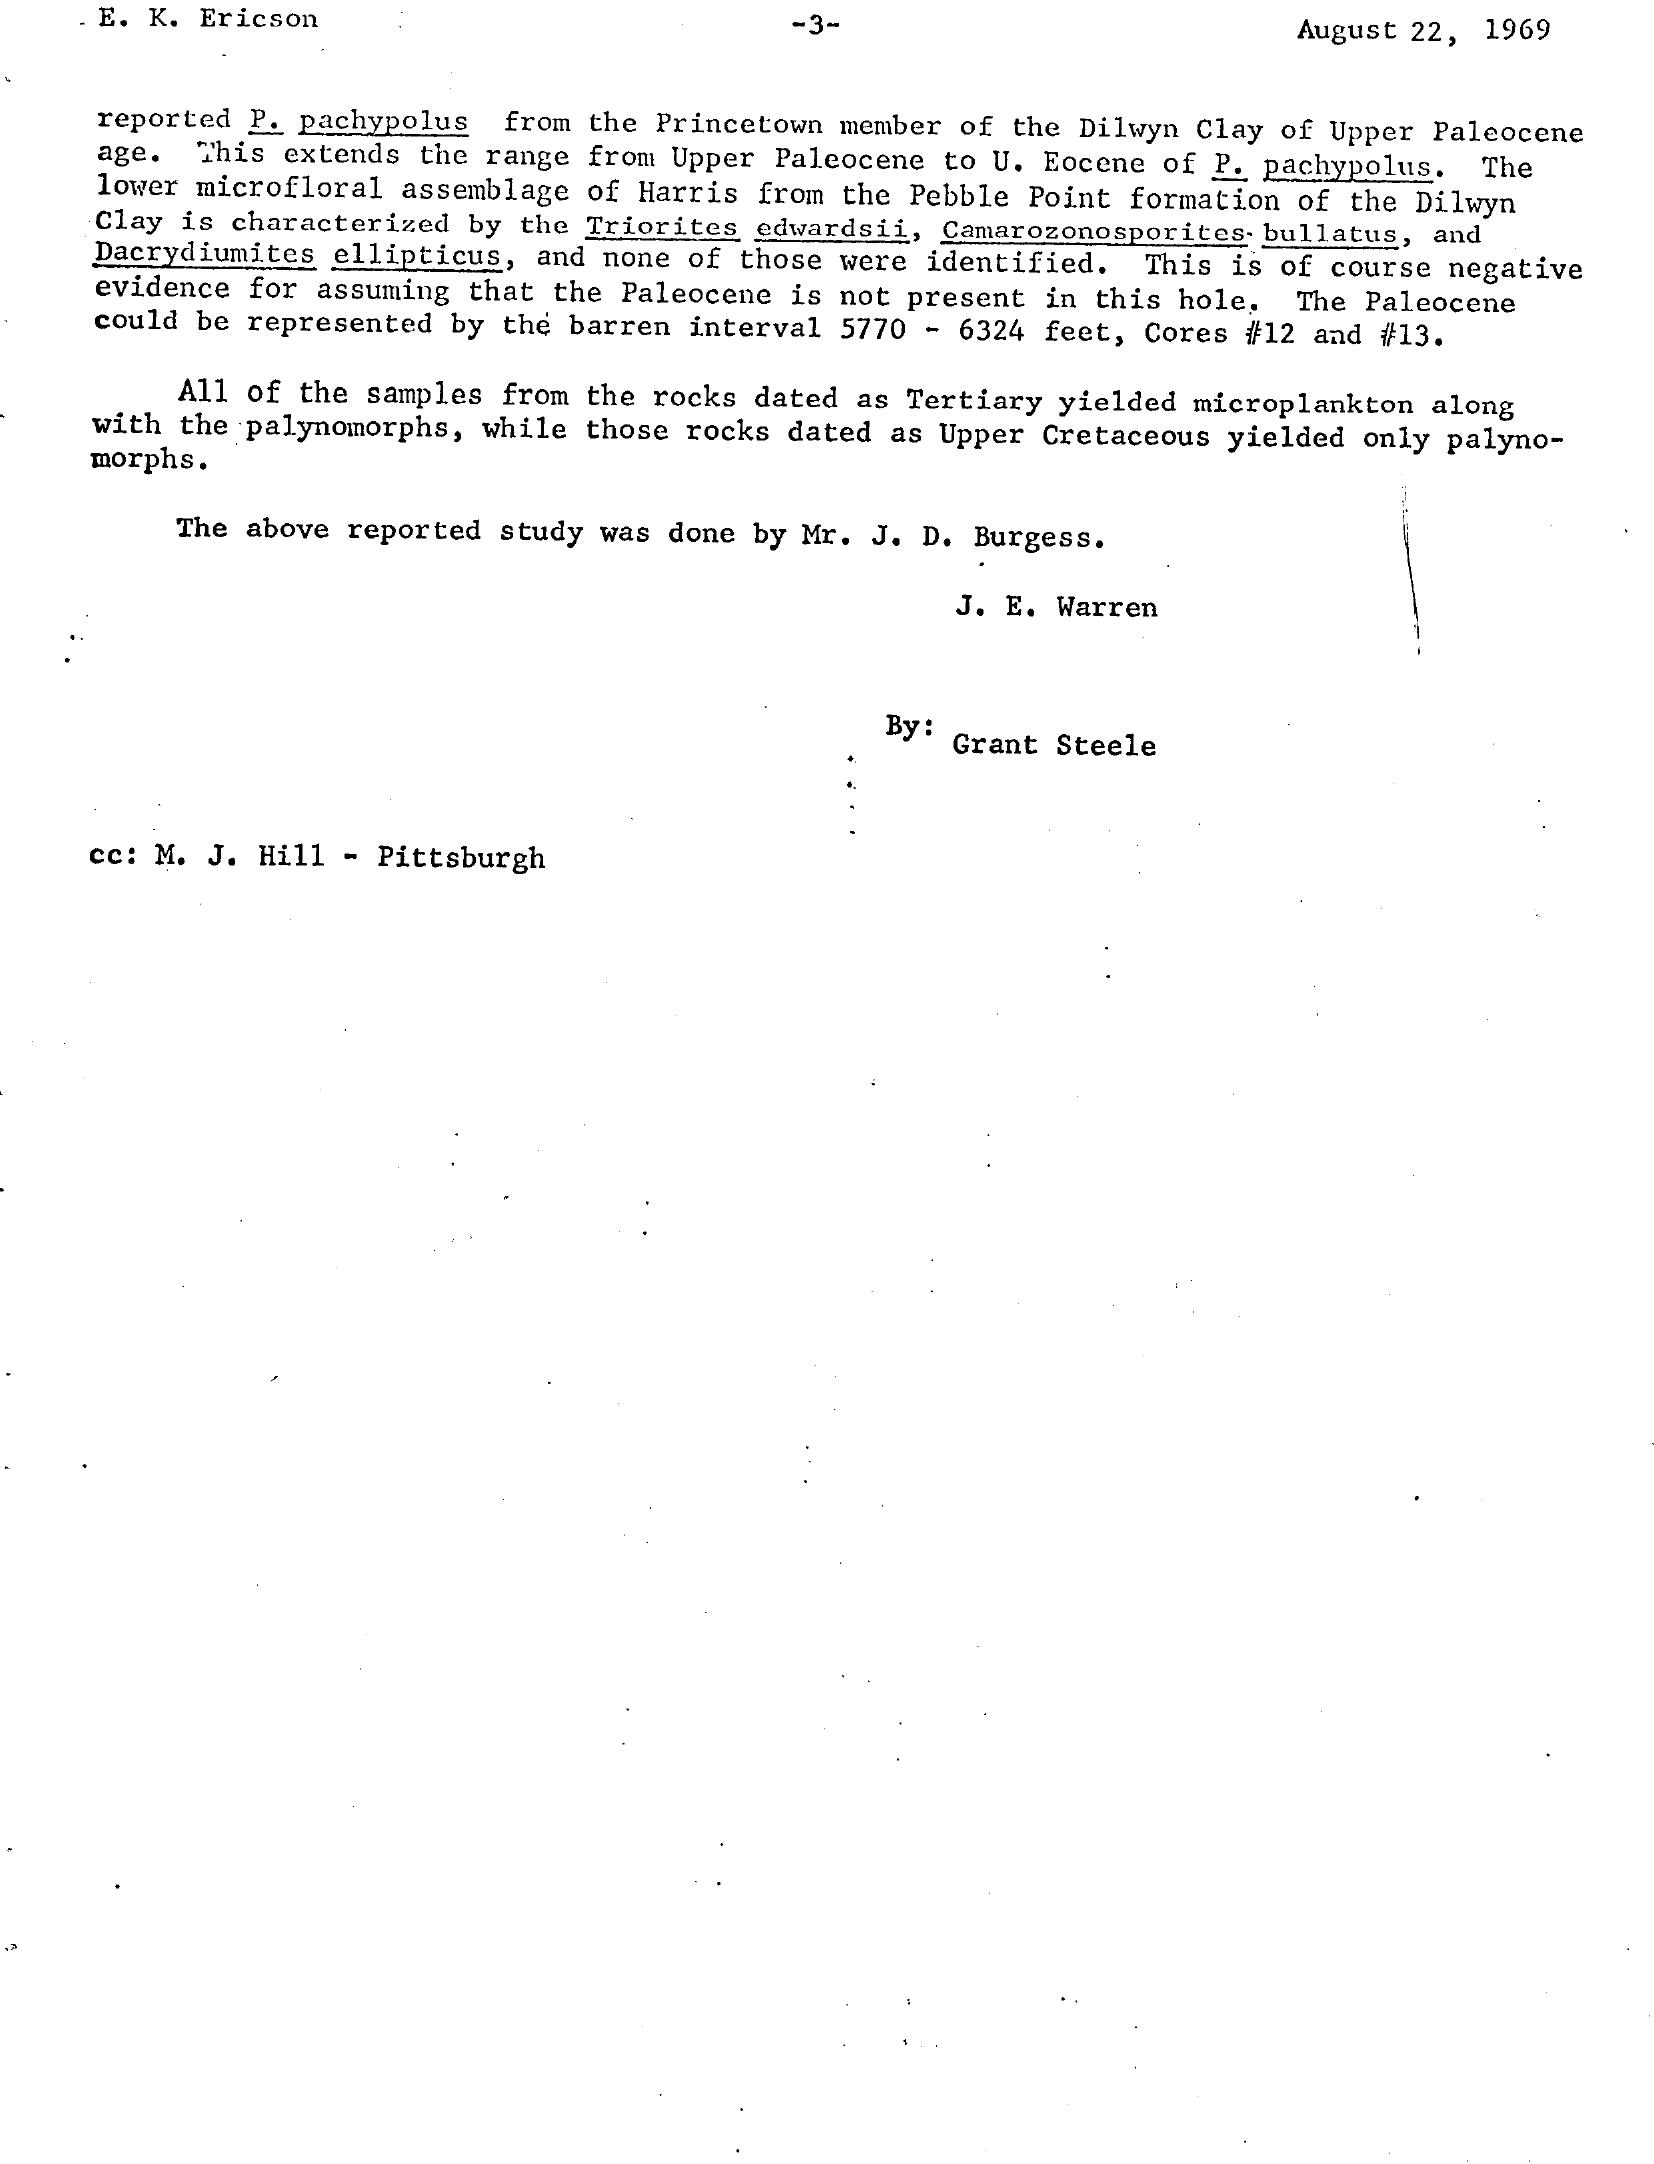 E. K. Ericson -3- August 22, 1969
reported P. pachypolus from the Princetown member of the Dilwyn Clay of Upper Paleocene
age. This extends the range from Upper Paleocene to U. Eocene of P. pachypolus. The
lower microfloral assemblage of Harris from the Pebble Point formation of the Dilwyn
Clay is characterized by the Triorites edwardsii, Camarozonosporites bullatus, and
Dacrydiumites ellipticus, and none of those were identified. This is of course negative
evidence for assuming that the Paleocene is not present in this hole. The Paleocene
could be represented by the barren interval 5770 - 6324 feet, Cores #12 and #13.
All of the samples from the rocks dated as Tertiary yielded microplankton along
with the palynomorphs, while those rocks dated as Upper Cretaceous yielded only palyno-
morphs.
The above reported study was done by Mr. J. D. Burgess.
J. E. Warren
By:
Grant Steele
cc: M. J. Hill - Pittsburgh